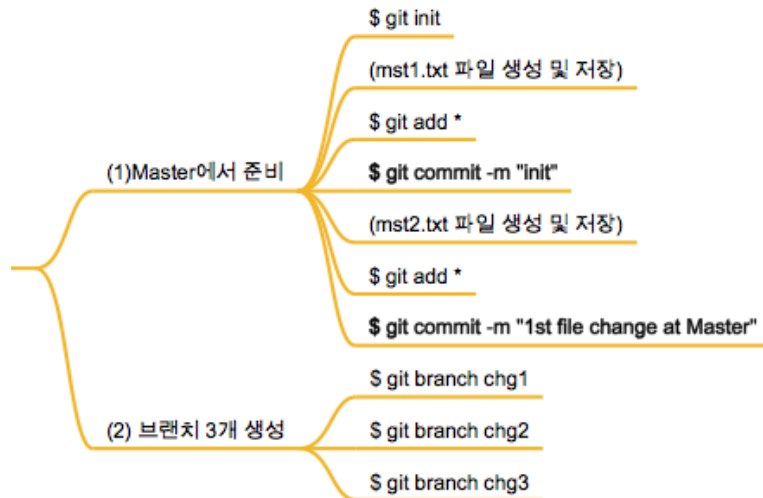 $ git init
(mst1.txt 파일 생성 및 저장)
$ git add *
(1)Master에서 준비
$ git commit -m "init"
(mst2.txt 파일 생성 및 저장)
$ git add *
$ git commit -m "1st file change at Master"
$ git branch chg1
(2) 브랜치 3개 생성
$ git branch chg2
$ git branch chg3